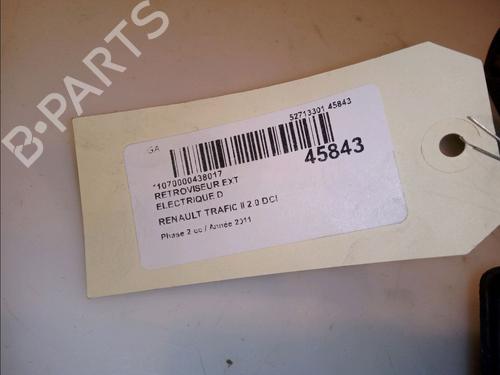 B-PARTS
GA
52713301 45843
45843
*1070000438017
RETROVISEUR EXT
ELECTRIQUE D
RENAULT TRAFIC II 2.0 DCI
Phase 2 cc / Année 2011